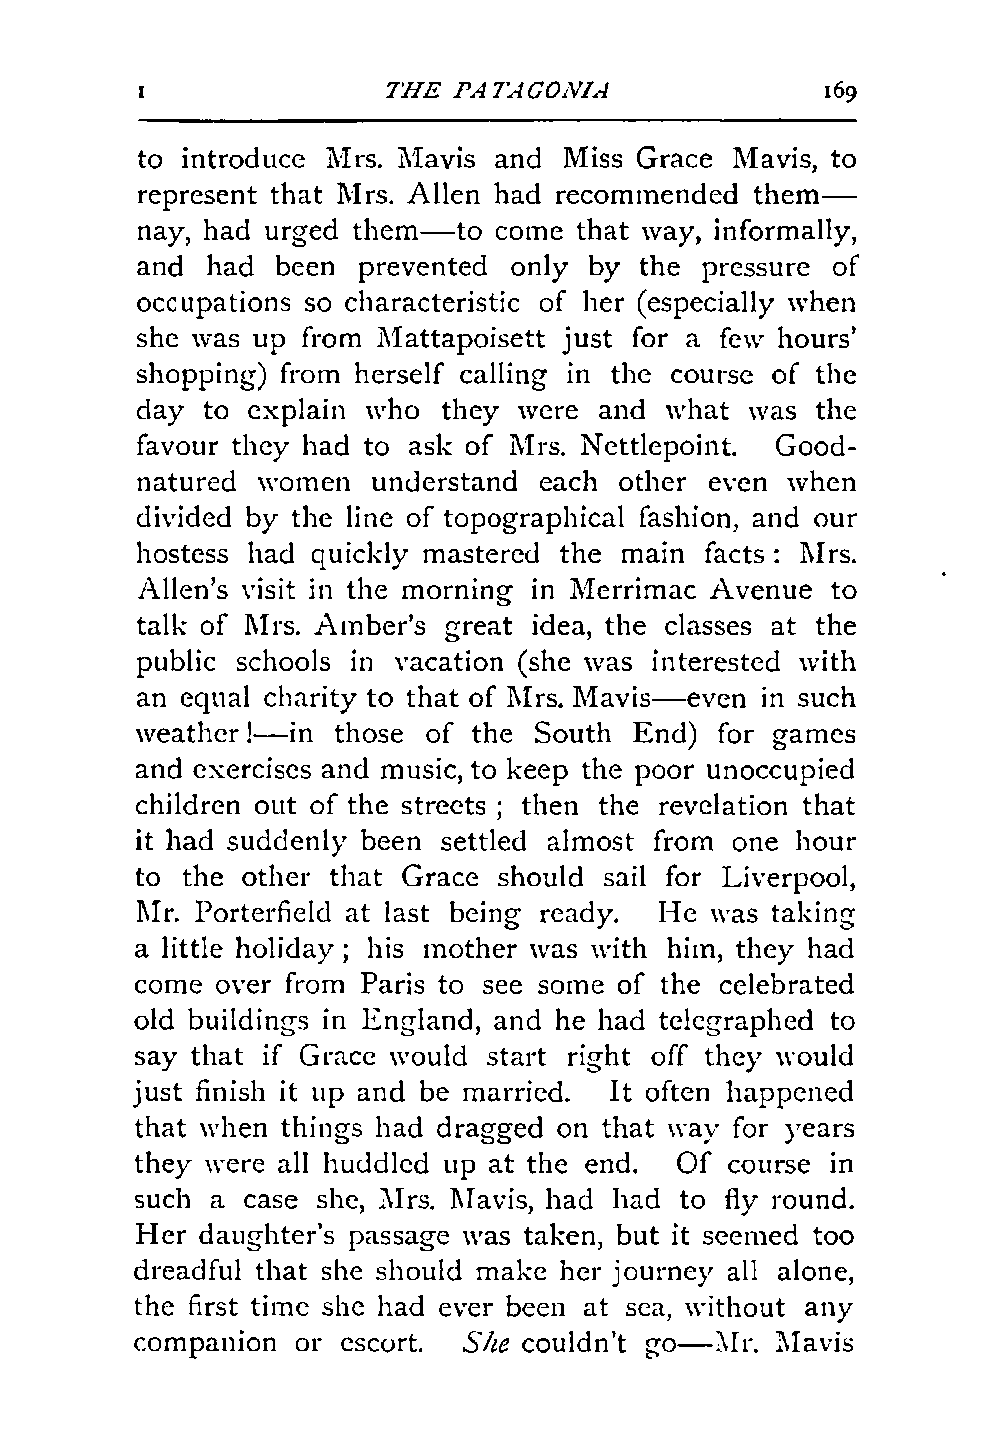 I THE PATAGONIA 169
to introduce Mrs. Mavis and Miss Grace Mavis, to
represent that Mrs. Allen had recommended them—
nay, had urged them—to come that way, informally,
and had been prevented only by the pressure of
occupations so characteristic of her (especially when
she was up from Mattapoisett just for a few hours'
shopping) from herself calling in the course of the
day to explain who they were and what was the
favour they had to ask of Mrs. Nettlepoint. Good-
natured women understand each other even when
divided by the line of topographical fashion, and our
hostess had quickly mastered the main facts: Mrs.
Allen's visit in the morning in Merrimac Avenue to
talk of Mrs. Amber's great idea, the classes at the
public schools in vacation (she was interested with
an equal charity to that of Mrs. Mavis—even in such
weather!—in those of the South End) for games
and exercises and music, to keep the poor unoccupied
children out of the streets; then the revelation that
it had suddenly been settled almost from one hour
to the other that Grace should sail for Liverpool,
Mr. Porterfield at last being ready. He was taking
a little holiday; his mother was with him, they had
come over from Paris to see some of the celebrated
old buildings in England, and he had telegraphed to
say that if Grace would start right off they would
just finish it up and be married. It often happened
that when things had dragged on that way for years
they were all huddled up at the end. Of course in
such a case she, Mrs. Mavis, had had to fly round.
Her daughter's passage was taken, but it seemed too
dreadful that she should make her journey all alone,
the first time she had ever been at sea, without any
companion or escort. She couldn't go—Mr. Mavis